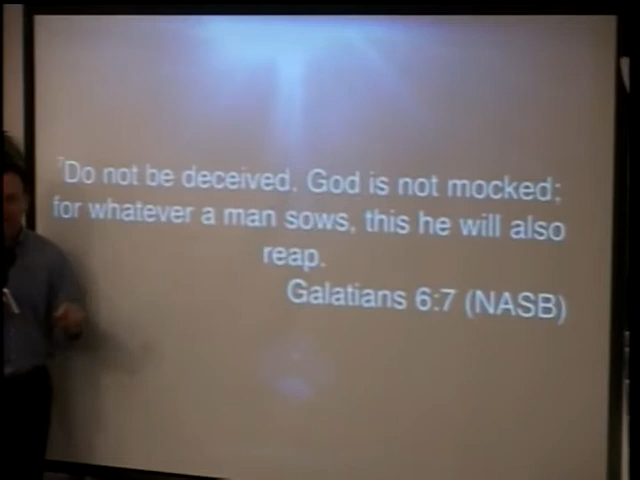 ⁷Do not be deceived, God is not mocked;
for whatever a man sows, this he will also
reap.
Galatians 6:7 (NASB)